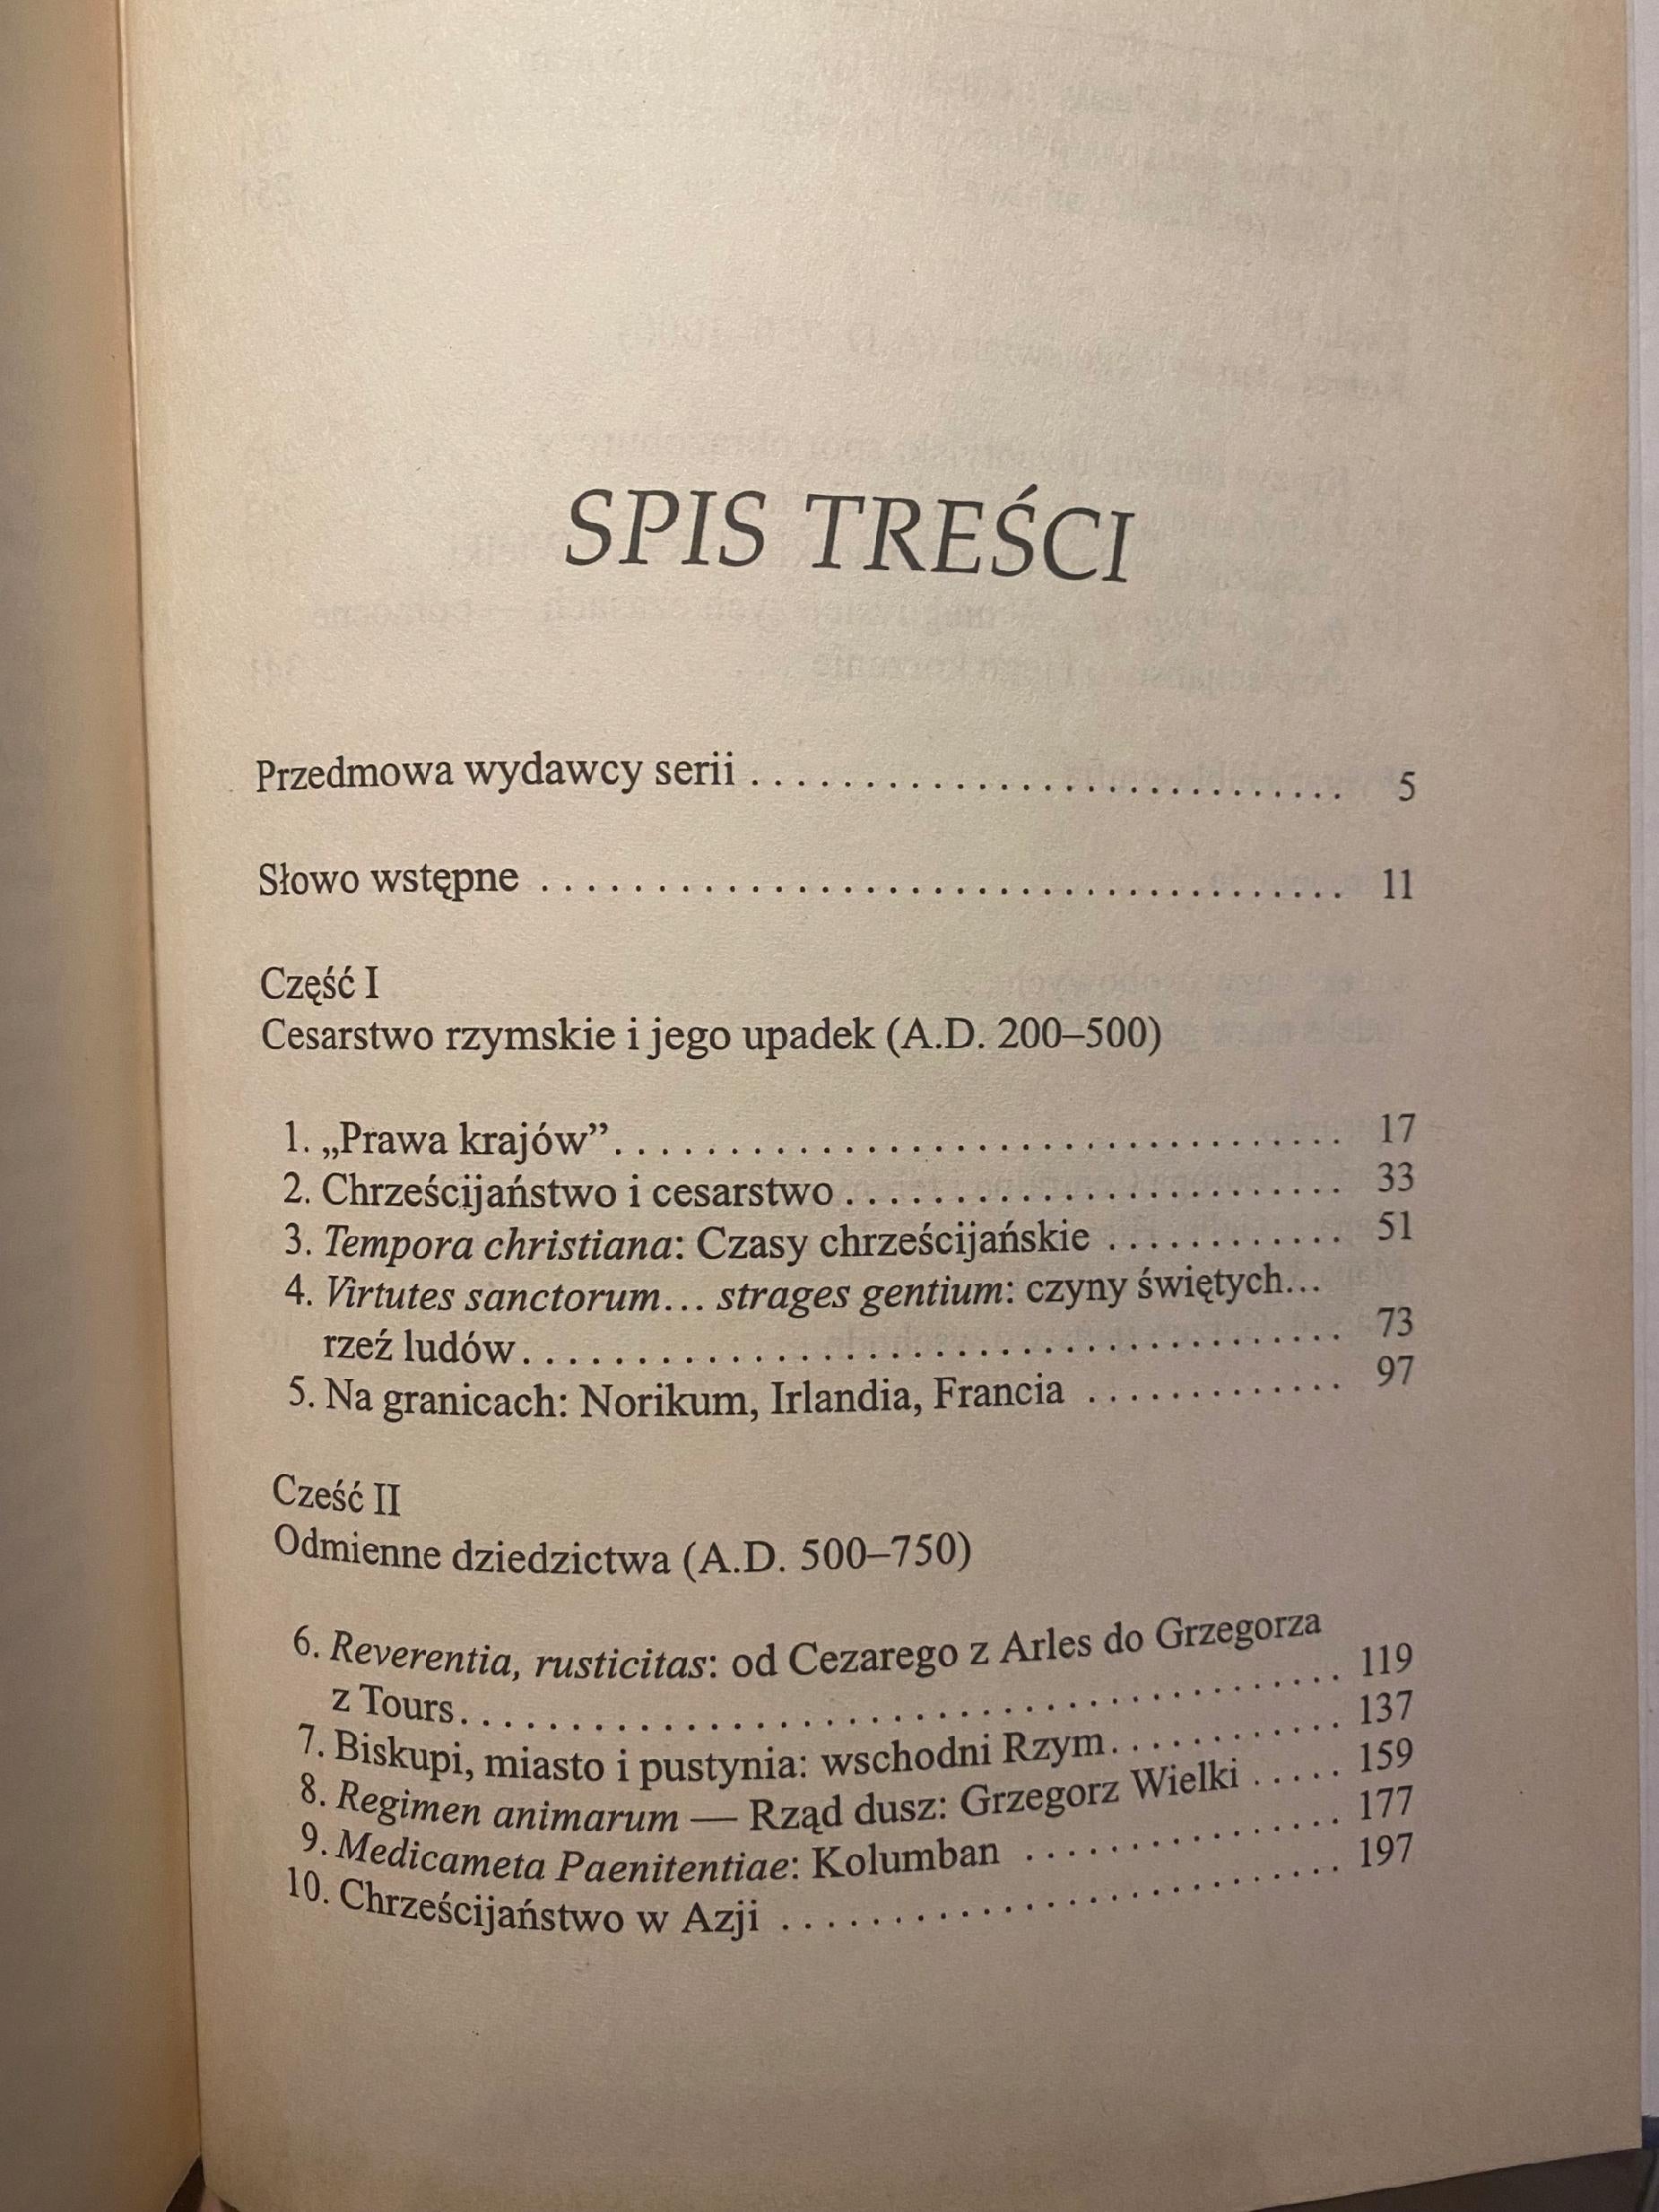 SPIS TREŚCI
Przedmowa wydawcy serii . . . . . . . . . . . . . . . . . . . . . . . . . . . 5
Słowo wstępne . . . . . . . . . . . . . . . . . . . . . . . . . . . . . . . . . . . 11
Część I
Cesarstwo rzymskie i jego upadek (A.D. 200–500)
1. „Prawa krajów” . . . . . . . . . . . . . . . . . . . . . . . . . . . . . . . . 17
2. Chrześcijaństwo i cesarstwo . . . . . . . . . . . . . . . . . . . . . . 33
3. Tempora christiana: Czasy chrześcijańskie . . . . . . . . . . . . 51
4. Virtutes sanctorum… strages gentium: czyny świętych…
rzeź ludów . . . . . . . . . . . . . . . . . . . . . . . . . . . . . . . . . . . . 73
5. Na granicach: Norikum, Irlandia, Francia . . . . . . . . . . . . . 97
Cześć II
Odmienne dziedzictwa (A.D. 500–750)
6. Reverentia, rusticitas: od Cezarego z Arles do Grzegorza
z Tours . . . . . . . . . . . . . . . . . . . . . . . . . . . . . . . . . . . . . . 119
7. Biskupi, miasto i pustynia: wschodni Rzym . . . . . . . . . . . 137
8. Regimen animarum — Rząd dusz: Grzegorz Wielki . . . . . 159
9. Medicameta Paenitentiae: Kolumban . . . . . . . . . . . . . . . 177
10. Chrześcijaństwo w Azji . . . . . . . . . . . . . . . . . . . . . . . . . 197